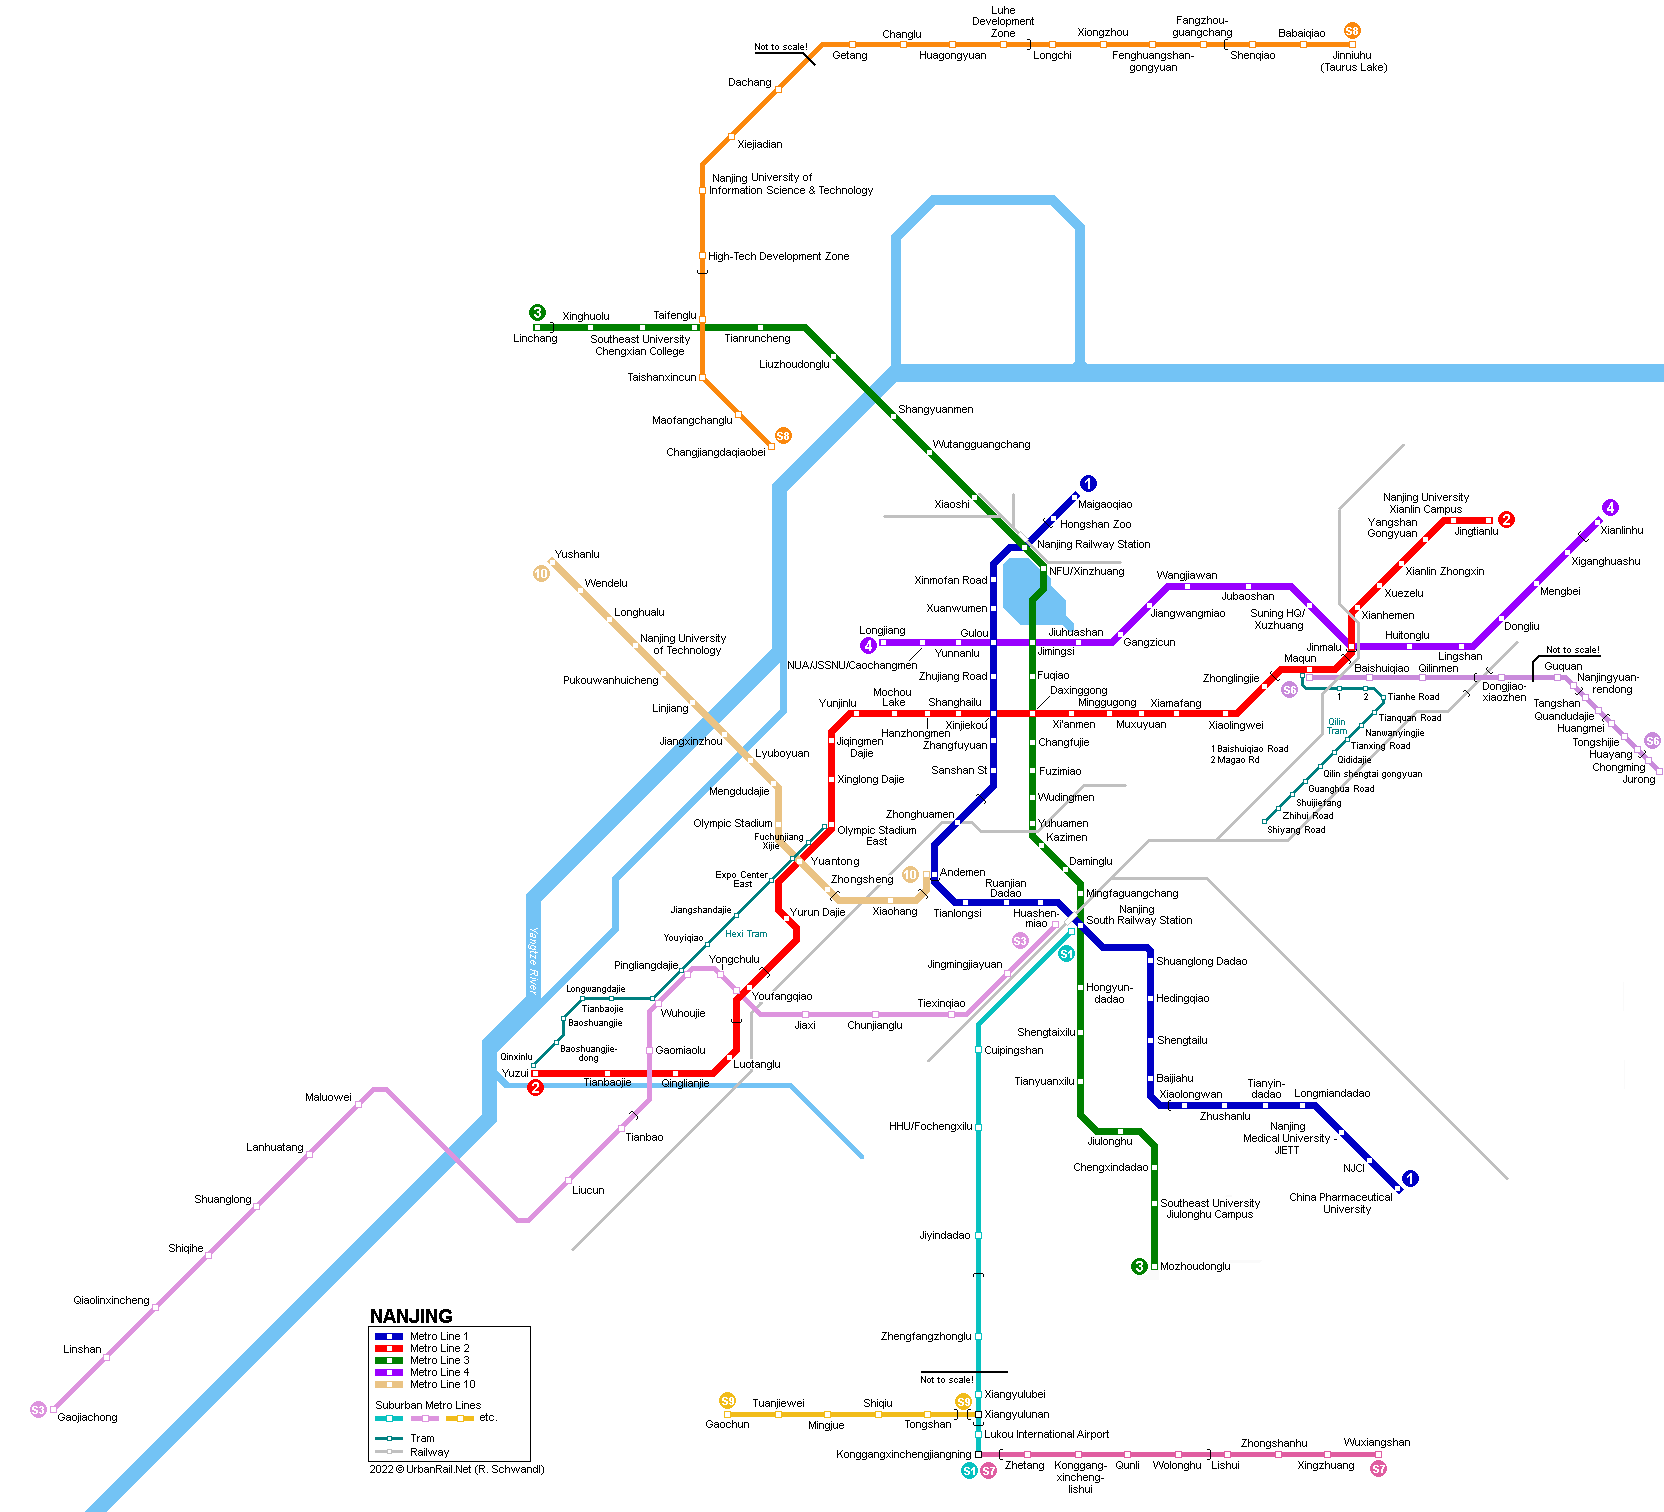 Luhe
Development
Zone
Fangzhou-
guangchang
S8
Changlu
Xiongzhou
Babaiqiao
Not to scale!
Getang
Huagongyuan
Longchi
Fenghuangshan-
gongyuan
Shenqiao
Jinniuhu
(Taurus Lake)
Dachang
Xiejiadian
Nanjing University of
Information Science & Technology
High-Tech Development Zone
3
Xinghuolu
Taifenglu
Linchang
Southeast University
Chengxian College
Tianruncheng
Liuzhoudonglu
Taishanxincun
Maofangchanglu
S8
Changjiangdaqiaobei
Shangyuanmen
Wutangguangchang
Xiaoshi
1
Maigaoqiao
Hongshan Zoo
Nanjing Railway Station
NFU/Xinzhuang
Nanjing University
Xianlin Campus
2
Yangshan
Gongyuan
Jingtianlu
4
Xianlinhu
Xiganghuashu
Xianlin Zhongxin
Mengbei
Xuezelu
Xianhemen
Dongliu
Yushanlu
10
Wendelu
Longhualu
Nanjing University
of Technology
Pukouwanhuicheng
Linjiang
Jiangxinzhou
Lyuboyuan
Mengdudajie
Xinmofan Road
Xuanwumen
Longjiang
4
Gulou
Yunnanlu
NUA/JSSNU/Caochangmen
Jiuhuashan
Jimingsi
Gangzicun
Jiangwangmiao
Wangjiawan
Jubaoshan
Suning HQ/
Xuzhuang
Jinmalu
Huitonglu
Lingshan
Not to scale!
Maqun
Zhonglingjie
S6
Baishuiqiao
Qilinmen
Guquan
Dongjiao-
xiaozhen
Nanjingyuan-
rendong
Tangshan
Quandudajie
Huangmei
Tongshijie
S6
Huayang
Chongming
Jurong
Zhujiang Road
Fuqiao
Daxinggong
Yunjinlu
Mochou
Lake
Shanghailu
Hanzhongmen
Xinjiekou
Xi'anmen
Minggugong
Muxuyuan
Xiamafang
Xiaolingwei
1
2
Tianhe Road
Tianquan Road
Qilin
Tram
Nanwanyingjie
Tianxing Road
1 Baishuiqiao Road
2 Magao Rd
Qididajie
Qilin shengtai gongyuan
Guanghua Road
Shuijiefang
Zhihui Road
Shiyang Road
Jiqingmen
Dajie
Xinglong Dajie
Zhangfuyuan
Changfujie
Sanshan St
Fuzimiao
Wudingmen
Zhonghuamen
Yuhuamen
Kazimen
Olympic Stadium
Olympic Stadium
East
Fuchunjiang
Xijie
Yuantong
Expo Center
East
Zhongsheng
10
Andemen
Daminglu
Ruanjian
Dadao
Mingfaguangchang
Jiangshandajie
Yurun Dajie
Xiaohang
Tianlongsi
Huashen-
miao
Nanjing
South Railway Station
Hexi Tram
Youyiqiao
S3
S1
Yangtze River
Pingliangdajie
Yongchulu
Jingmingjiayuan
Shuanglong Dadao
Longwangdajie
Tianbaojie
Baoshuangjie
Youfangqiao
Hongyun-
dadao
Hedingqiao
Wuhoujie
Jiaxi
Chunjianglu
Tiexinqiao
Shengtaixilu
Shengtailu
Qinxinlu
Baoshuangjie-
dong
Gaomiaolu
Cuipingshan
Yuzui
2
Tianbaojie
Qinglianjie
Luotanglu
Tianyuanxilu
Baijiahu
Xiaolongwan
Tianyin-
dadao
Longmiandadao
Zhushanlu
Maluowei
Tianbao
HHU/Fochengxilu
Jiulonghu
Nanjing
Medical University -
JIETT
Lanhuatang
Liucun
Chengxindadao
NJCI
1
Shuanglong
Southeast University
Jiulonghu Campus
China Pharmaceutical
University
Shiqihe
Jiyindadao
3
Mozhoudonglu
Qiaolinxincheng
Linshan
S3
Gaojiachong
NANJING
Metro Line 1
Metro Line 2
Metro Line 3
Metro Line 4
Metro Line 10
Suburban Metro Lines
etc.
Tram
Railway
2022 © UrbanRail.Net (R. Schwandl)
Zhengfangzhonglu
Not to scale!
S9
Tuanjiewei
Shiqiu
S9
Xiangyulubei
Gaochun
Mingjue
Tongshan
Xiangyulunan
Lukou International Airport
Konggangxinchengjiangning
Zhongshanhu
Wuxiangshan
S1
S7
Zhetang
Konggang-
xincheng-
lishui
Qunli
Wolonghu
Lishui
Xingzhuang
S7